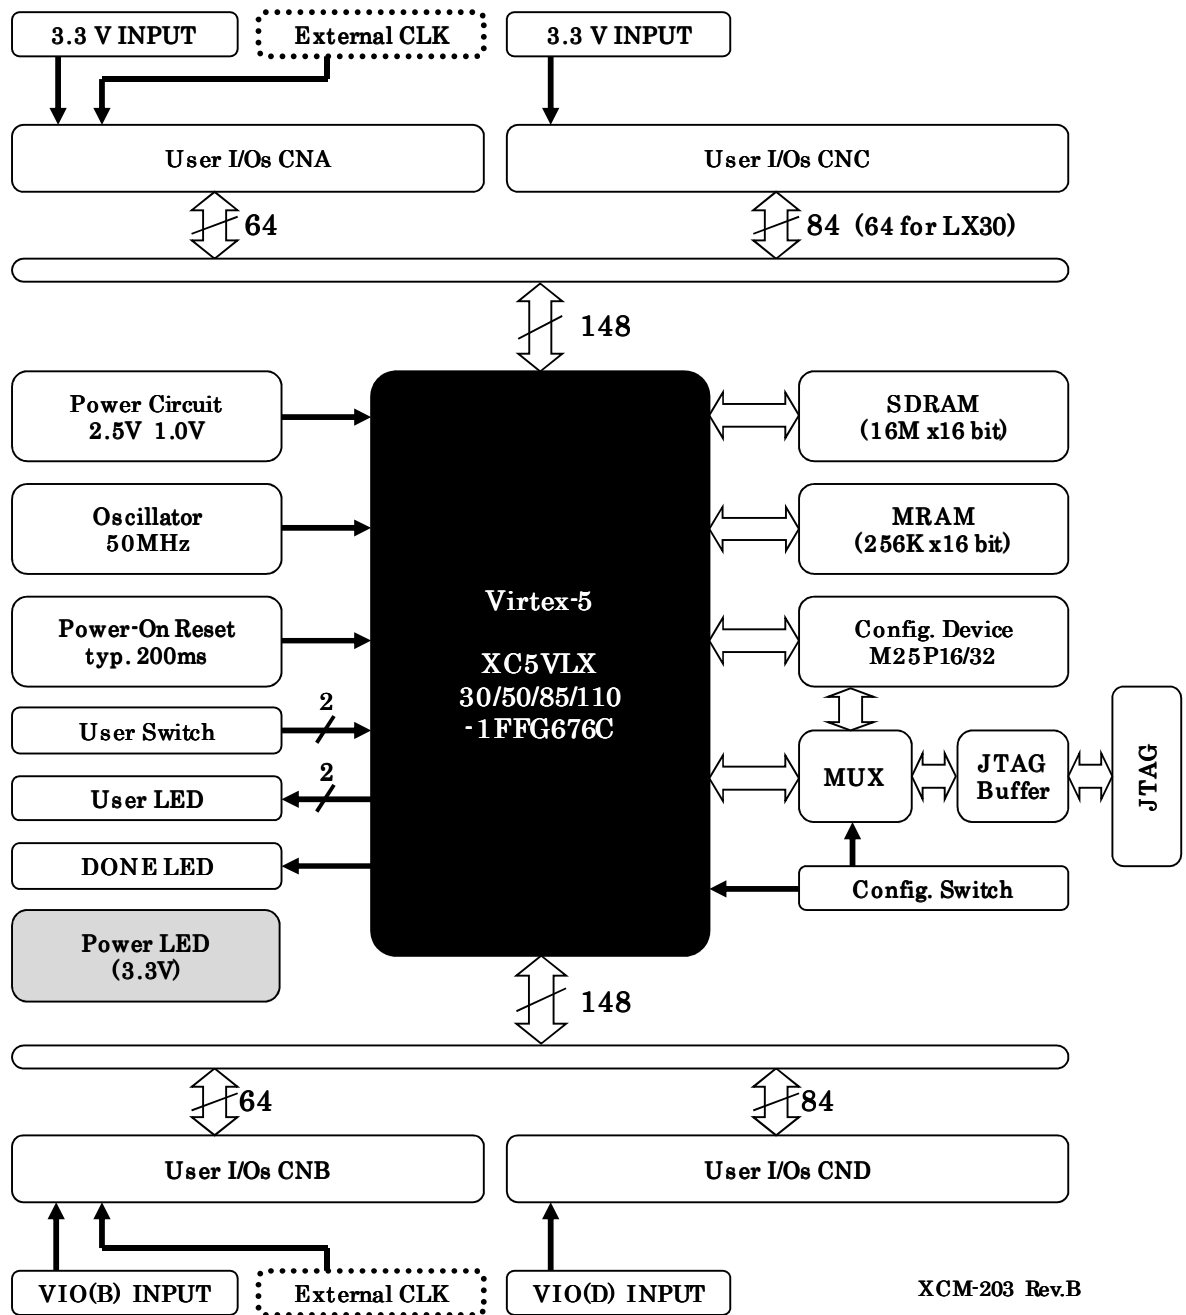 3.3 V INPUT
External CLK
3.3 V INPUT
User I/Os CNA
User I/Os CNC
64
84 (64 for LX30)
148
Power Circuit
2.5V 1.0V
SDRAM
(16M x16 bit)
Oscillator
50MHz
MRAM
(256K x16 bit)
Virtex-5
XC5VLX
30/50/85/110
-1FFG676C
Power-On Reset
typ. 200ms
Config. Device
M25P16/32
User Switch
2
User LED
2
MUX
JTAG
Buffer
JTAG
DONE LED
Config. Switch
Power LED
(3.3V)
148
64
84
User I/Os CNB
User I/Os CND
VIO(B) INPUT
External CLK
VIO(D) INPUT
XCM-203 Rev.B